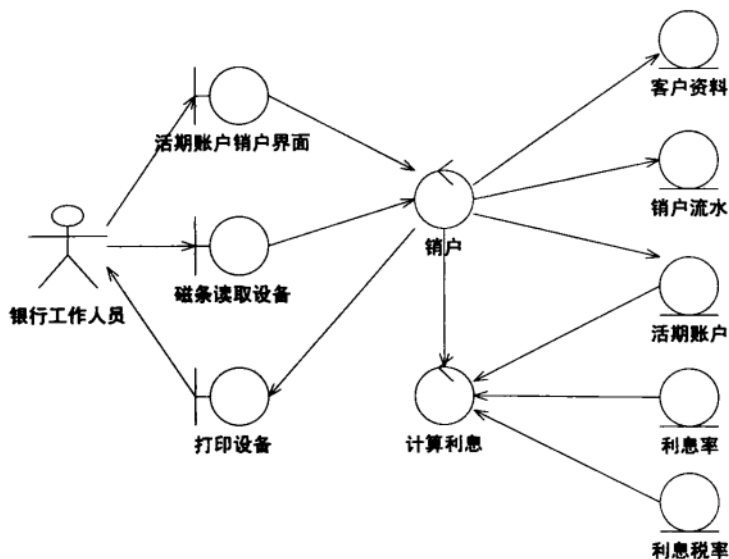 客户资料
活期账户销户界面
销户流水
销户
银行工作人员
磁条读取设备
活期账户
打印设备
计算利息
利息率
利息税率